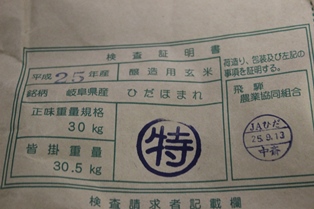 検査証明書
平成25年産 醸造用玄米
銘柄 岐阜県産 ひだほまれ
正味重量規格
30 kg
皆掛重量
30.5 kg
特
荷造り、包装及び左記の
事項を証明する。
飛騨
農業協同組合
JAひだ
25.9.13
検査請求者記載欄